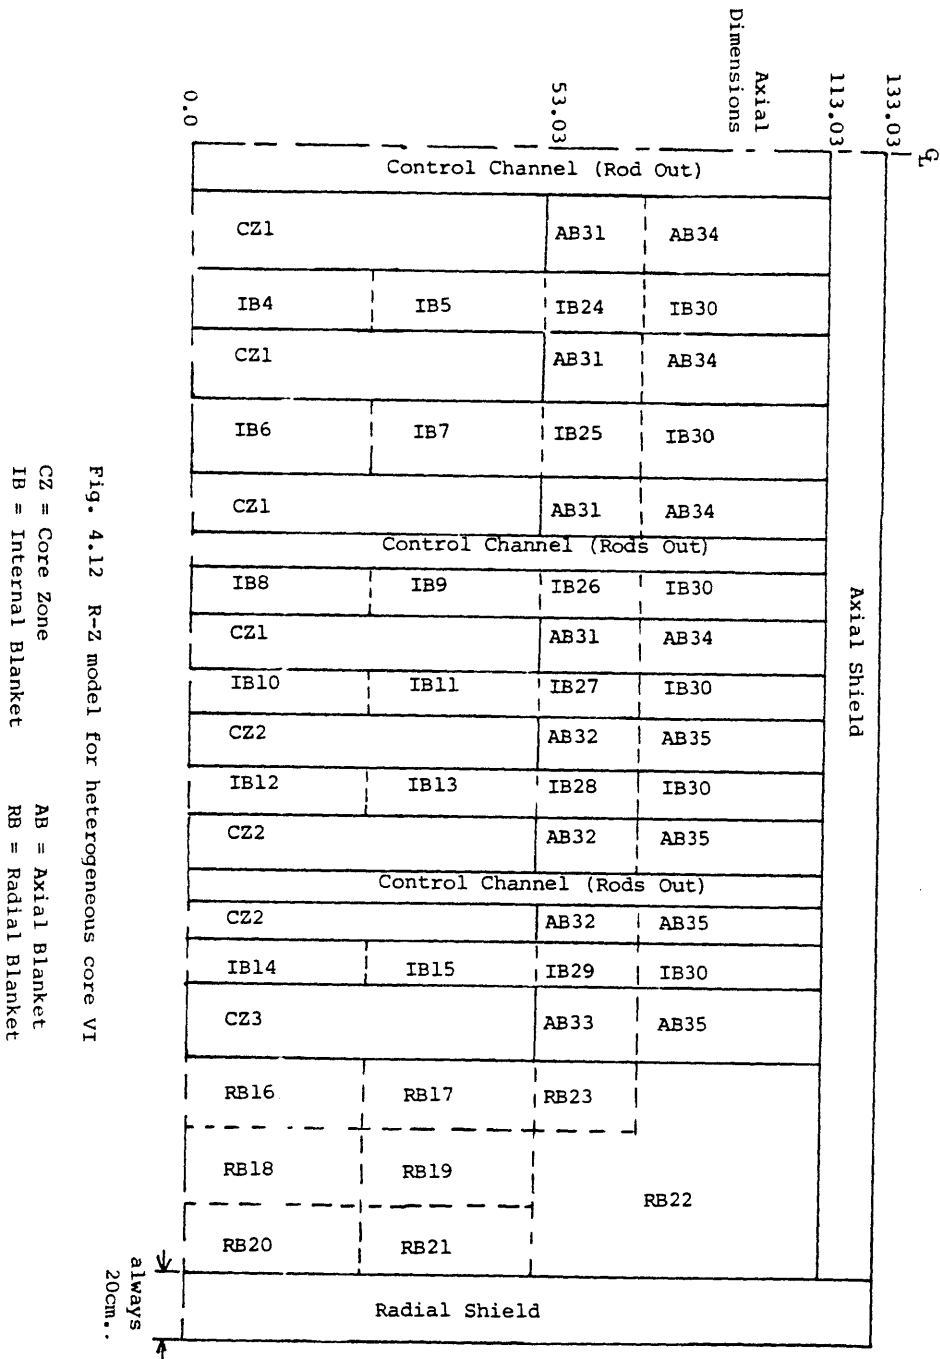 ℄
133.03
113.03
Axial
Dimensions
53.03
0.0
Control Channel (Rod Out)
CZ1 AB31 AB34
IB4 IB5 IB24 IB30
CZ1 AB31 AB34
IB6 IB7 IB25 IB30
CZ1 AB31 AB34
Control Channel (Rods Out)
IB8 IB9 IB26 IB30
CZ1 AB31 AB34
IB10 IB11 IB27 IB30
CZ2 AB32 AB35
IB12 IB13 IB28 IB30
CZ2 AB32 AB35
Control Channel (Rods Out)
CZ2 AB32 AB35
IB14 IB15 IB29 IB30
CZ3 AB33 AB35
RB16 RB17 RB23
RB18 RB19
RB22
RB20 RB21
Radial Shield
Axial Shield
always
20cm..
Fig. 4.12 R-Z model for heterogeneous core VI
CZ = Core Zone AB = Axial Blanket
IB = Internal Blanket RB = Radial Blanket